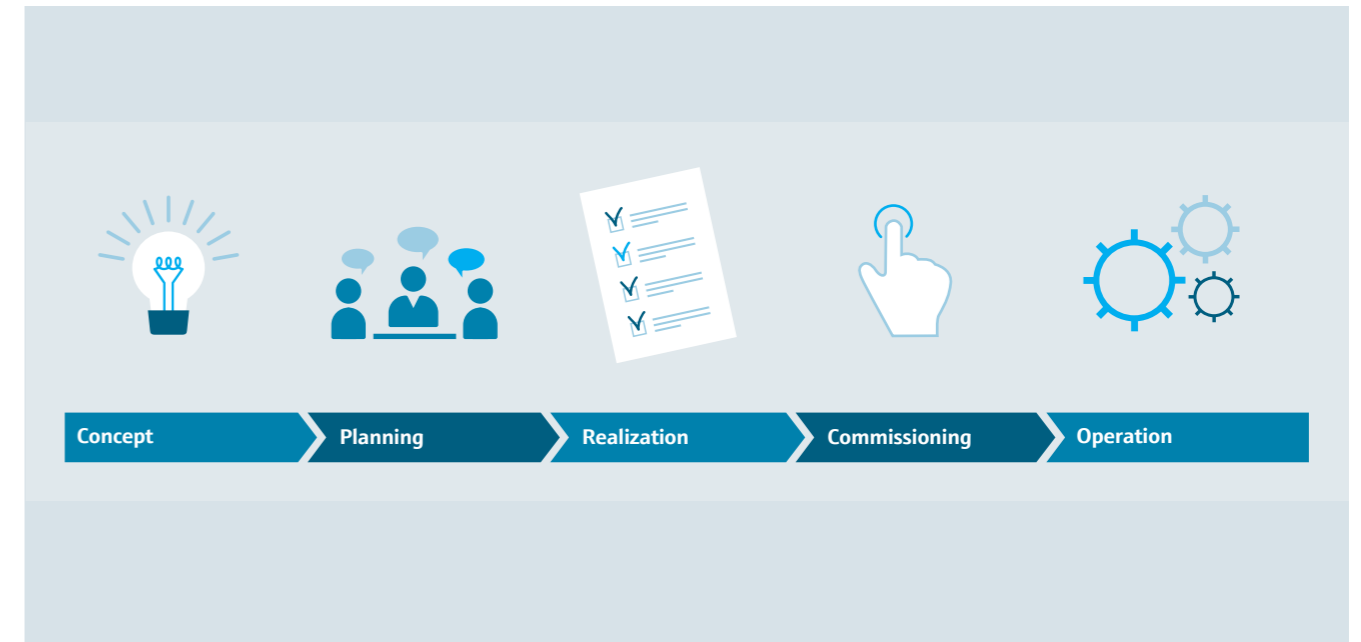 Concept
Planning
Realization
Commissioning
Operation